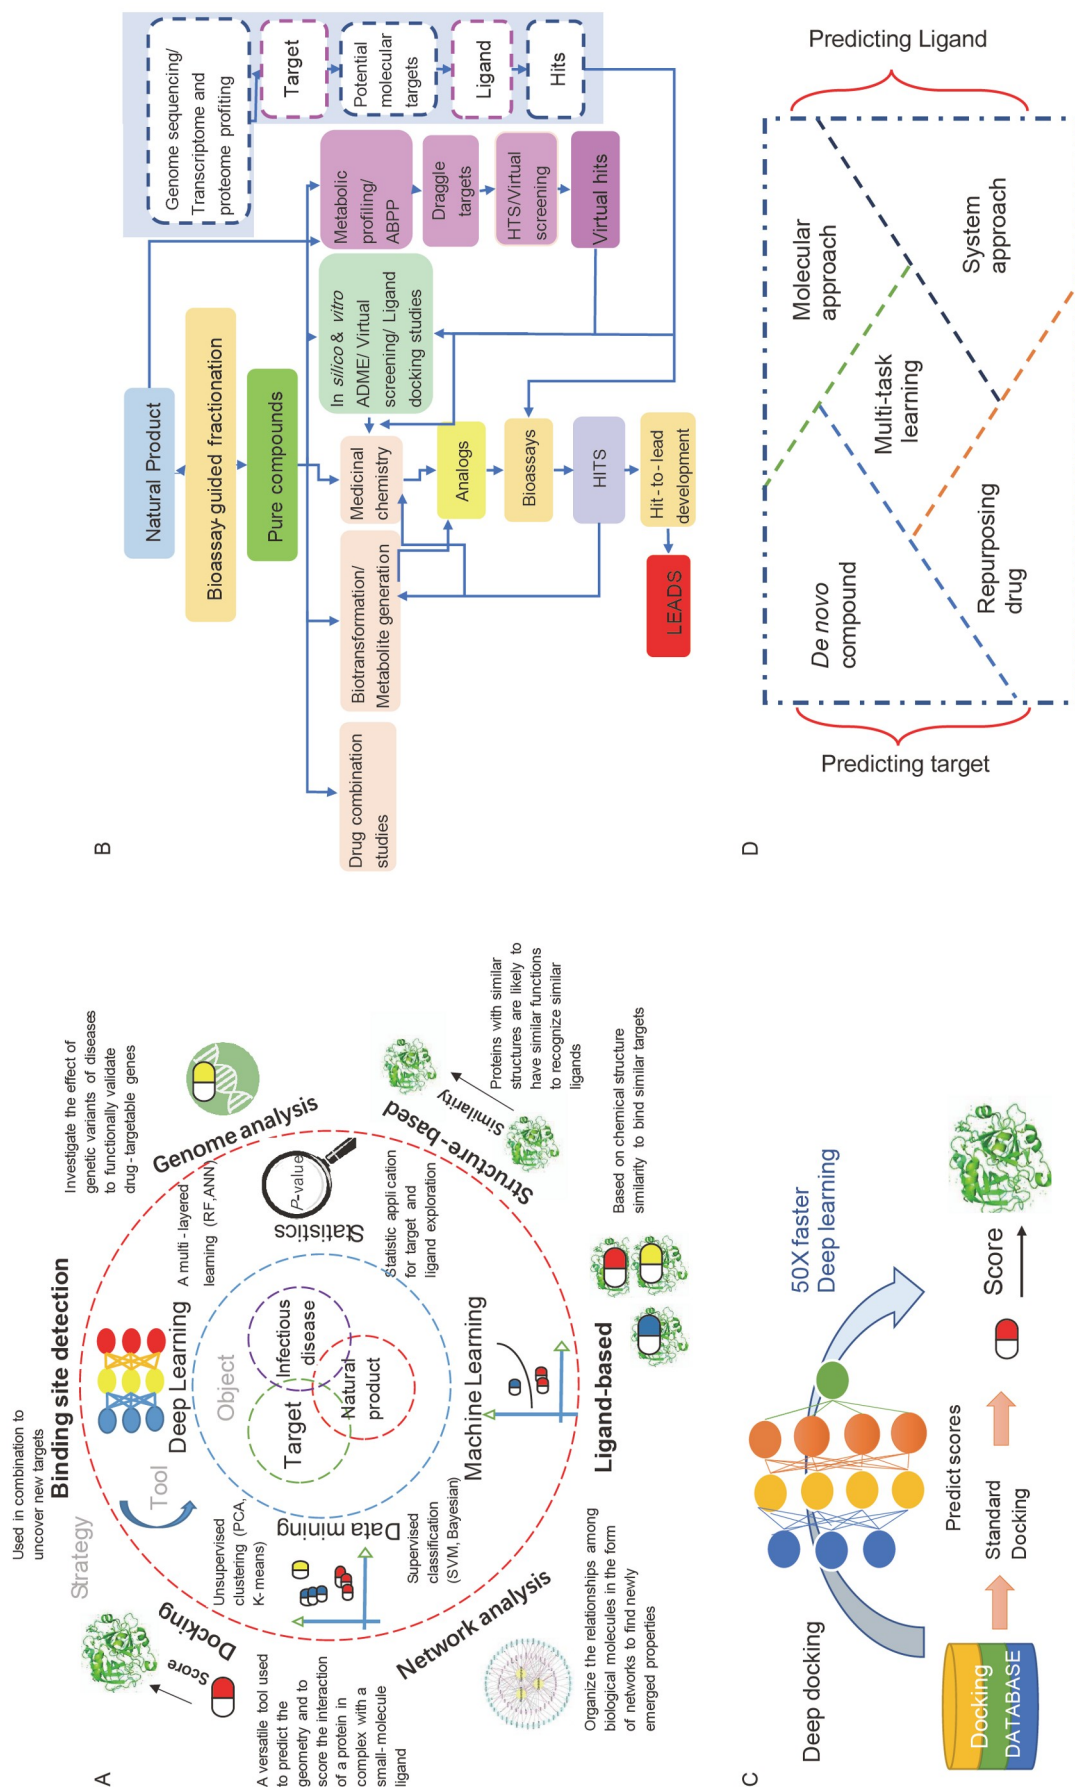 A
Strategy
Tool
Object
Used in combination to
uncover new targets
Binding site detection
Deep Learning
A multi-layered
learning (RF,ANN)
Investigate the effect of
genetic variants of diseases
to functionally validate
drug-targetable genes
Genome analysis
P-value
Statistics
Statistic application
for target and
ligand exploration
Structure-based
Similarity
Proteins with similar
structures are likely to
have similar functions
to recognize similar
ligands
Target
Infectious
disease
Natural
product
Machine Learning
Ligand-based
Based on chemical structure
similarity to bind similar targets
Data mining
Unsupervised
clustering (PCA,
K-means)
Supervised
classification
(SVM, Bayesian)
Network analysis
Organize the relationships among
biological molecules in the form
of networks to find newly
emerged properties
Docking
Score
A versatile tool used
to predict the
geometry and to
score the interaction
of a protein in
complex with a
small-molecule
ligand
B
Natural Product
Bioassay-guided fractionation
Pure compounds
Genome sequencing/
Transcriptome and
proteome profiting
Target
Potential
molecular
targets
Ligand
Hits
Drug combination
studies
Biotransformation/
Metabolite generation
Medicinal
chemistry
In silico & vitro
ADME/ Virtual
screening/ Ligand
docking studies
Metabolic
profiling/
ABPP
Draggle
targets
HTS/Virtual
screening
Virtual hits
Analogs
Bioassays
HITS
Hit-to-lead
development
LEADS
C
Deep docking
50X faster
Deep learning
Predict scores
Docking
DATABASE
Standard
Docking
Score
D
Predicting target
Predicting Ligand
De novo
compound
Molecular
approach
Multi-task
learning
Repurposing
drug
System
approach